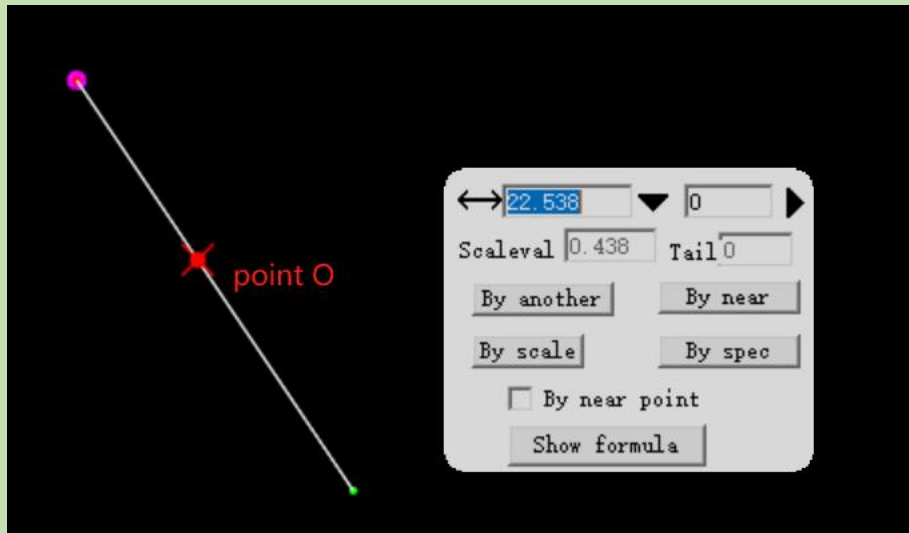 point O
22.538 0
Scaleval 0.438 Tail 0
By another By near
By scale By spec
By near point
Show formula